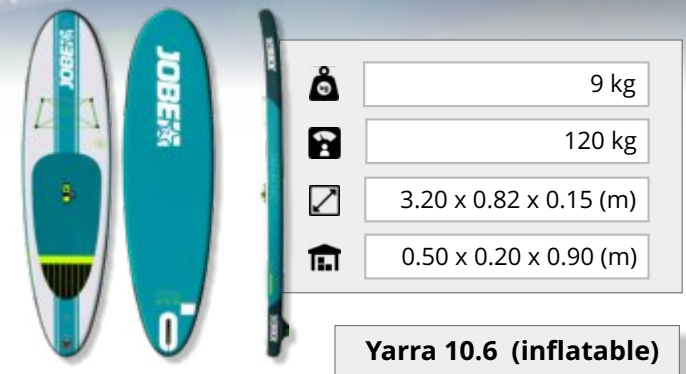 JOBE
JOBE
9 kg
120 kg
3.20 x 0.82 x 0.15 (m)
0.50 x 0.20 x 0.90 (m)
Yarra 10.6 (inflatable)